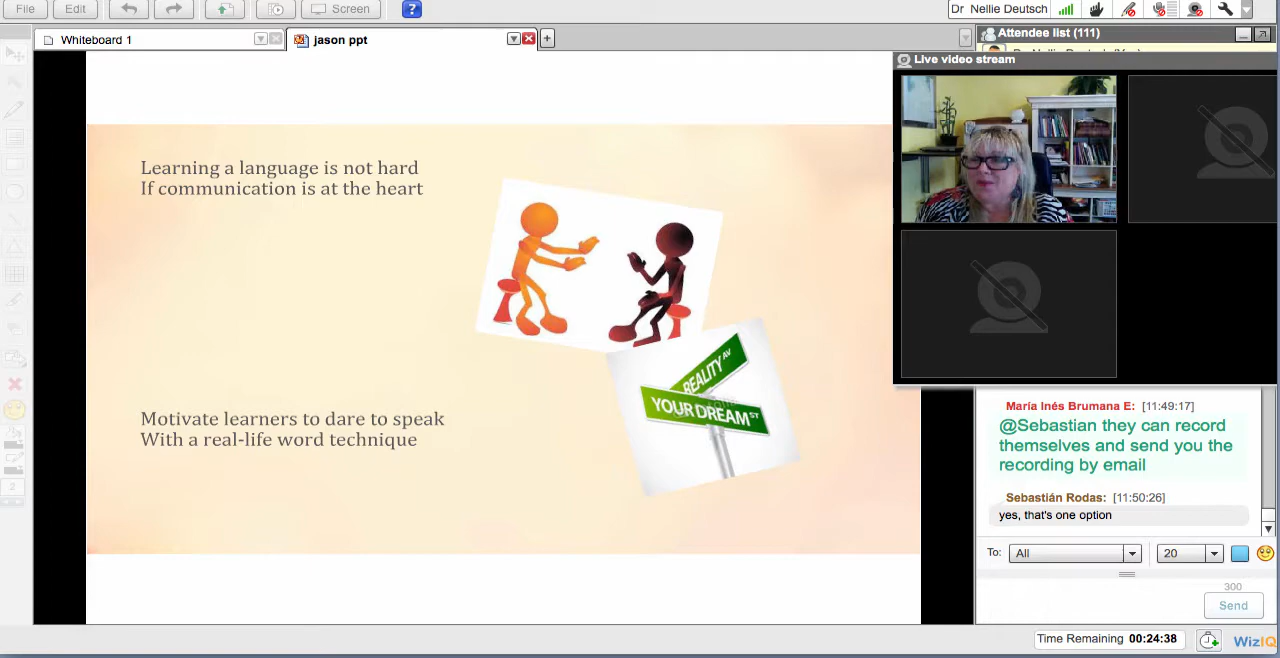 File
Edit
Screen
?
Dr Nellie Deutsch
Whiteboard 1
jason ppt
Attendee list (111)
Live video stream
Learning a language is not hard
If communication is at the heart
REALITY AV
YOUR DREAM ST
Motivate learners to dare to speak
With a real-life word technique
2
María Inés Brumana E: [11:49:17]
@Sebastian they can record
themselves and send you the
recording by email
Sebastián Rodas: [11:50:26]
yes, that's one option
To: All 20
300
Send
Time Remaining 00:24:38
WizIQ